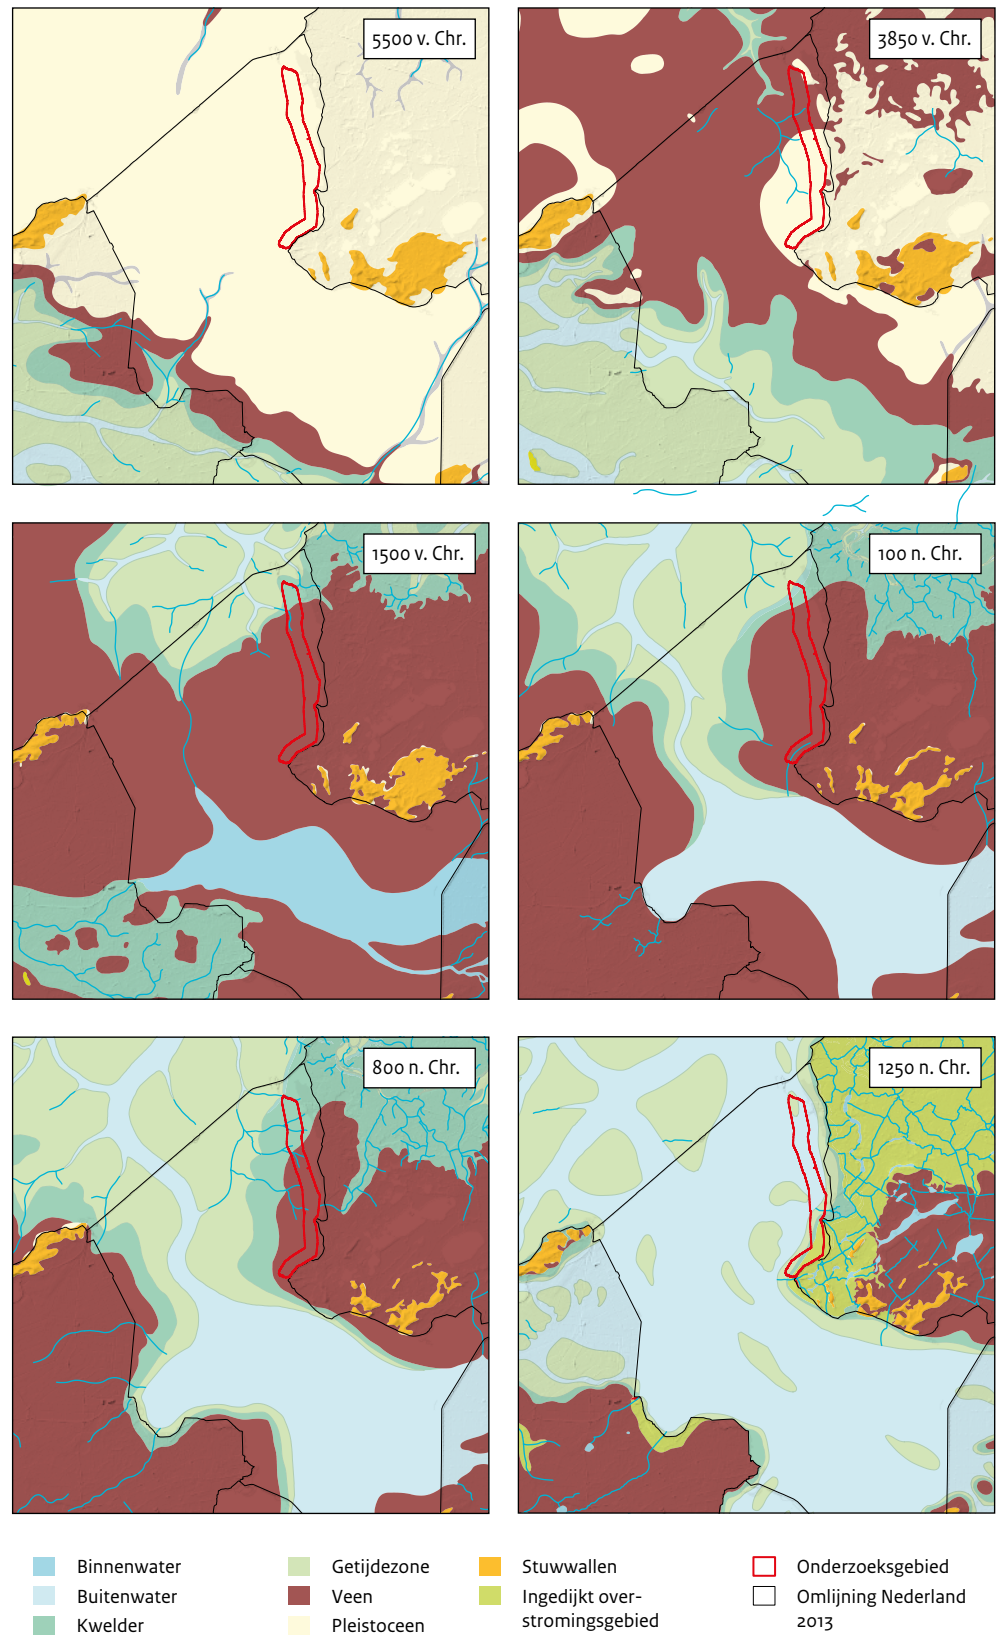 5500 v. Chr.
3850 v. Chr.
1500 v. Chr.
100 n. Chr.
800 n. Chr.
1250 n. Chr.
Binnenwater
Buitenwater
Kwelder
Getijdezone
Veen
Pleistoceen
Stuwwallen
Ingedijkt over-
stromingsgebied
Onderzoeksgebied
Omlijning Nederland
2013